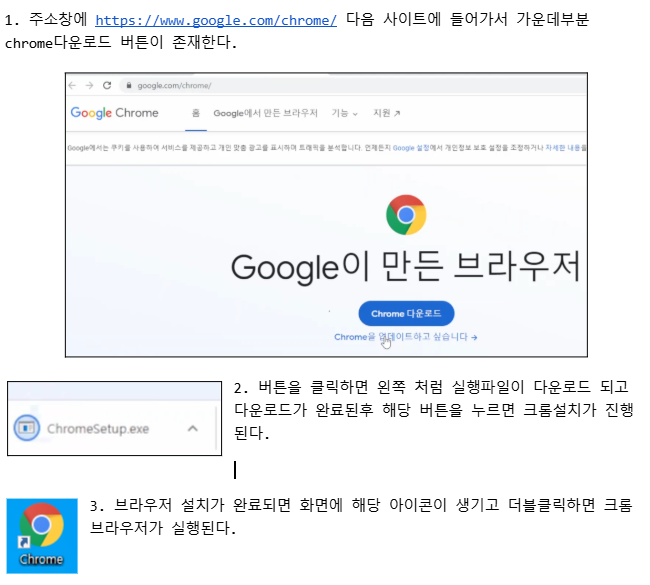 1. 주소창에 https://www.google.com/chrome/ 다음 사이트에 들어가서 가운데부분
chrome다운로드 버튼이 존재한다.
google.com/chrome/
Google Chrome 홈 Google에서 만든 브라우저 기능 지원
Google에서는 쿠키를 사용하여 서비스를 제공하고 개인 맞춤 광고를 표시하며 트래픽을 분석합니다. 언제든지 Google 설정에서 개인정보 보호 설정을 조정하거나 자세한 내용을
Google이 만든 브라우저
Chrome 다운로드
Chrome을 업데이트하고 싶습니다
2. 버튼을 클릭하면 왼쪽 처럼 실행파일이 다운로드 되고
다운로드가 완료된후 해당 버튼을 누르면 크롬설치가 진행
된다.
ChromeSetup.exe
3. 브라우저 설치가 완료되면 화면에 해당 아이콘이 생기고 더블클릭하면 크롬
브라우저가 실행된다.
Chrome